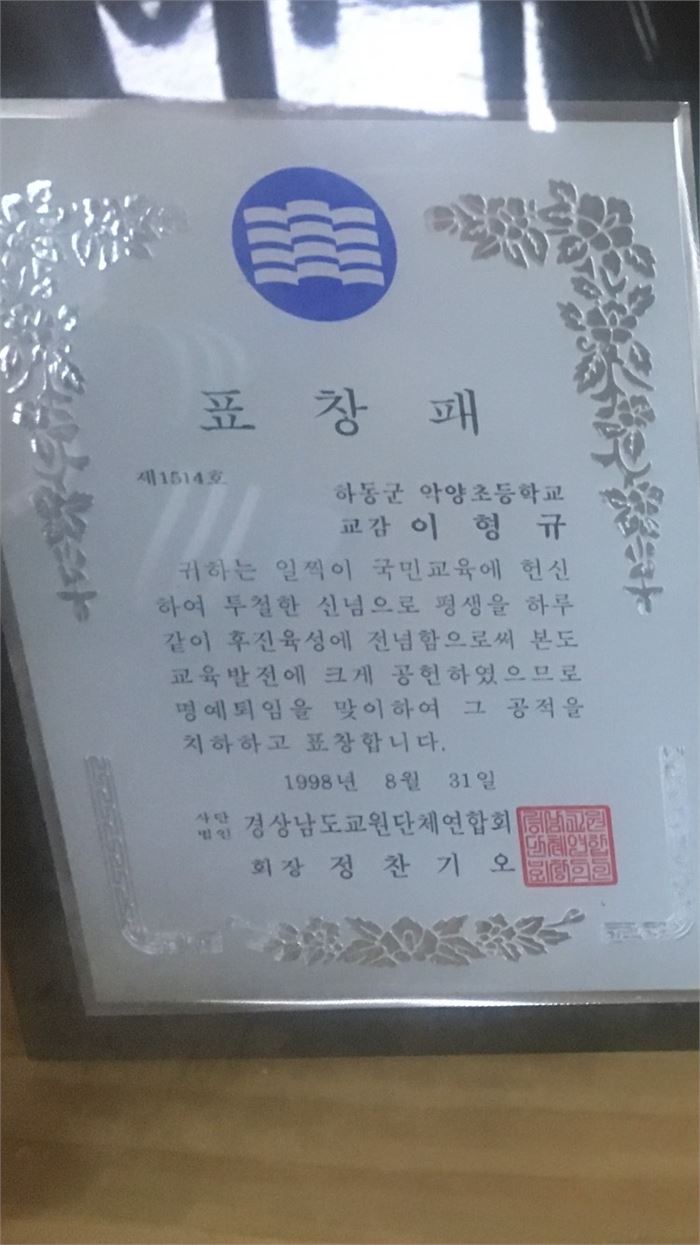 표 창 패
제1514호
하동군 악양초등학교
교감 이 형 규
귀하는 일찍이 국민교육에 헌신
하여 투철한 신념으로 평생을 하루
같이 후진육성에 전념함으로써 본도
교육발전에 크게 공헌하였으므로
명예퇴임을 맞이하여 그 공적을
치하하고 표창합니다.
1998년 8월 31일
사단법인 경상남도교원단체연합회
회장 정 찬 기 오